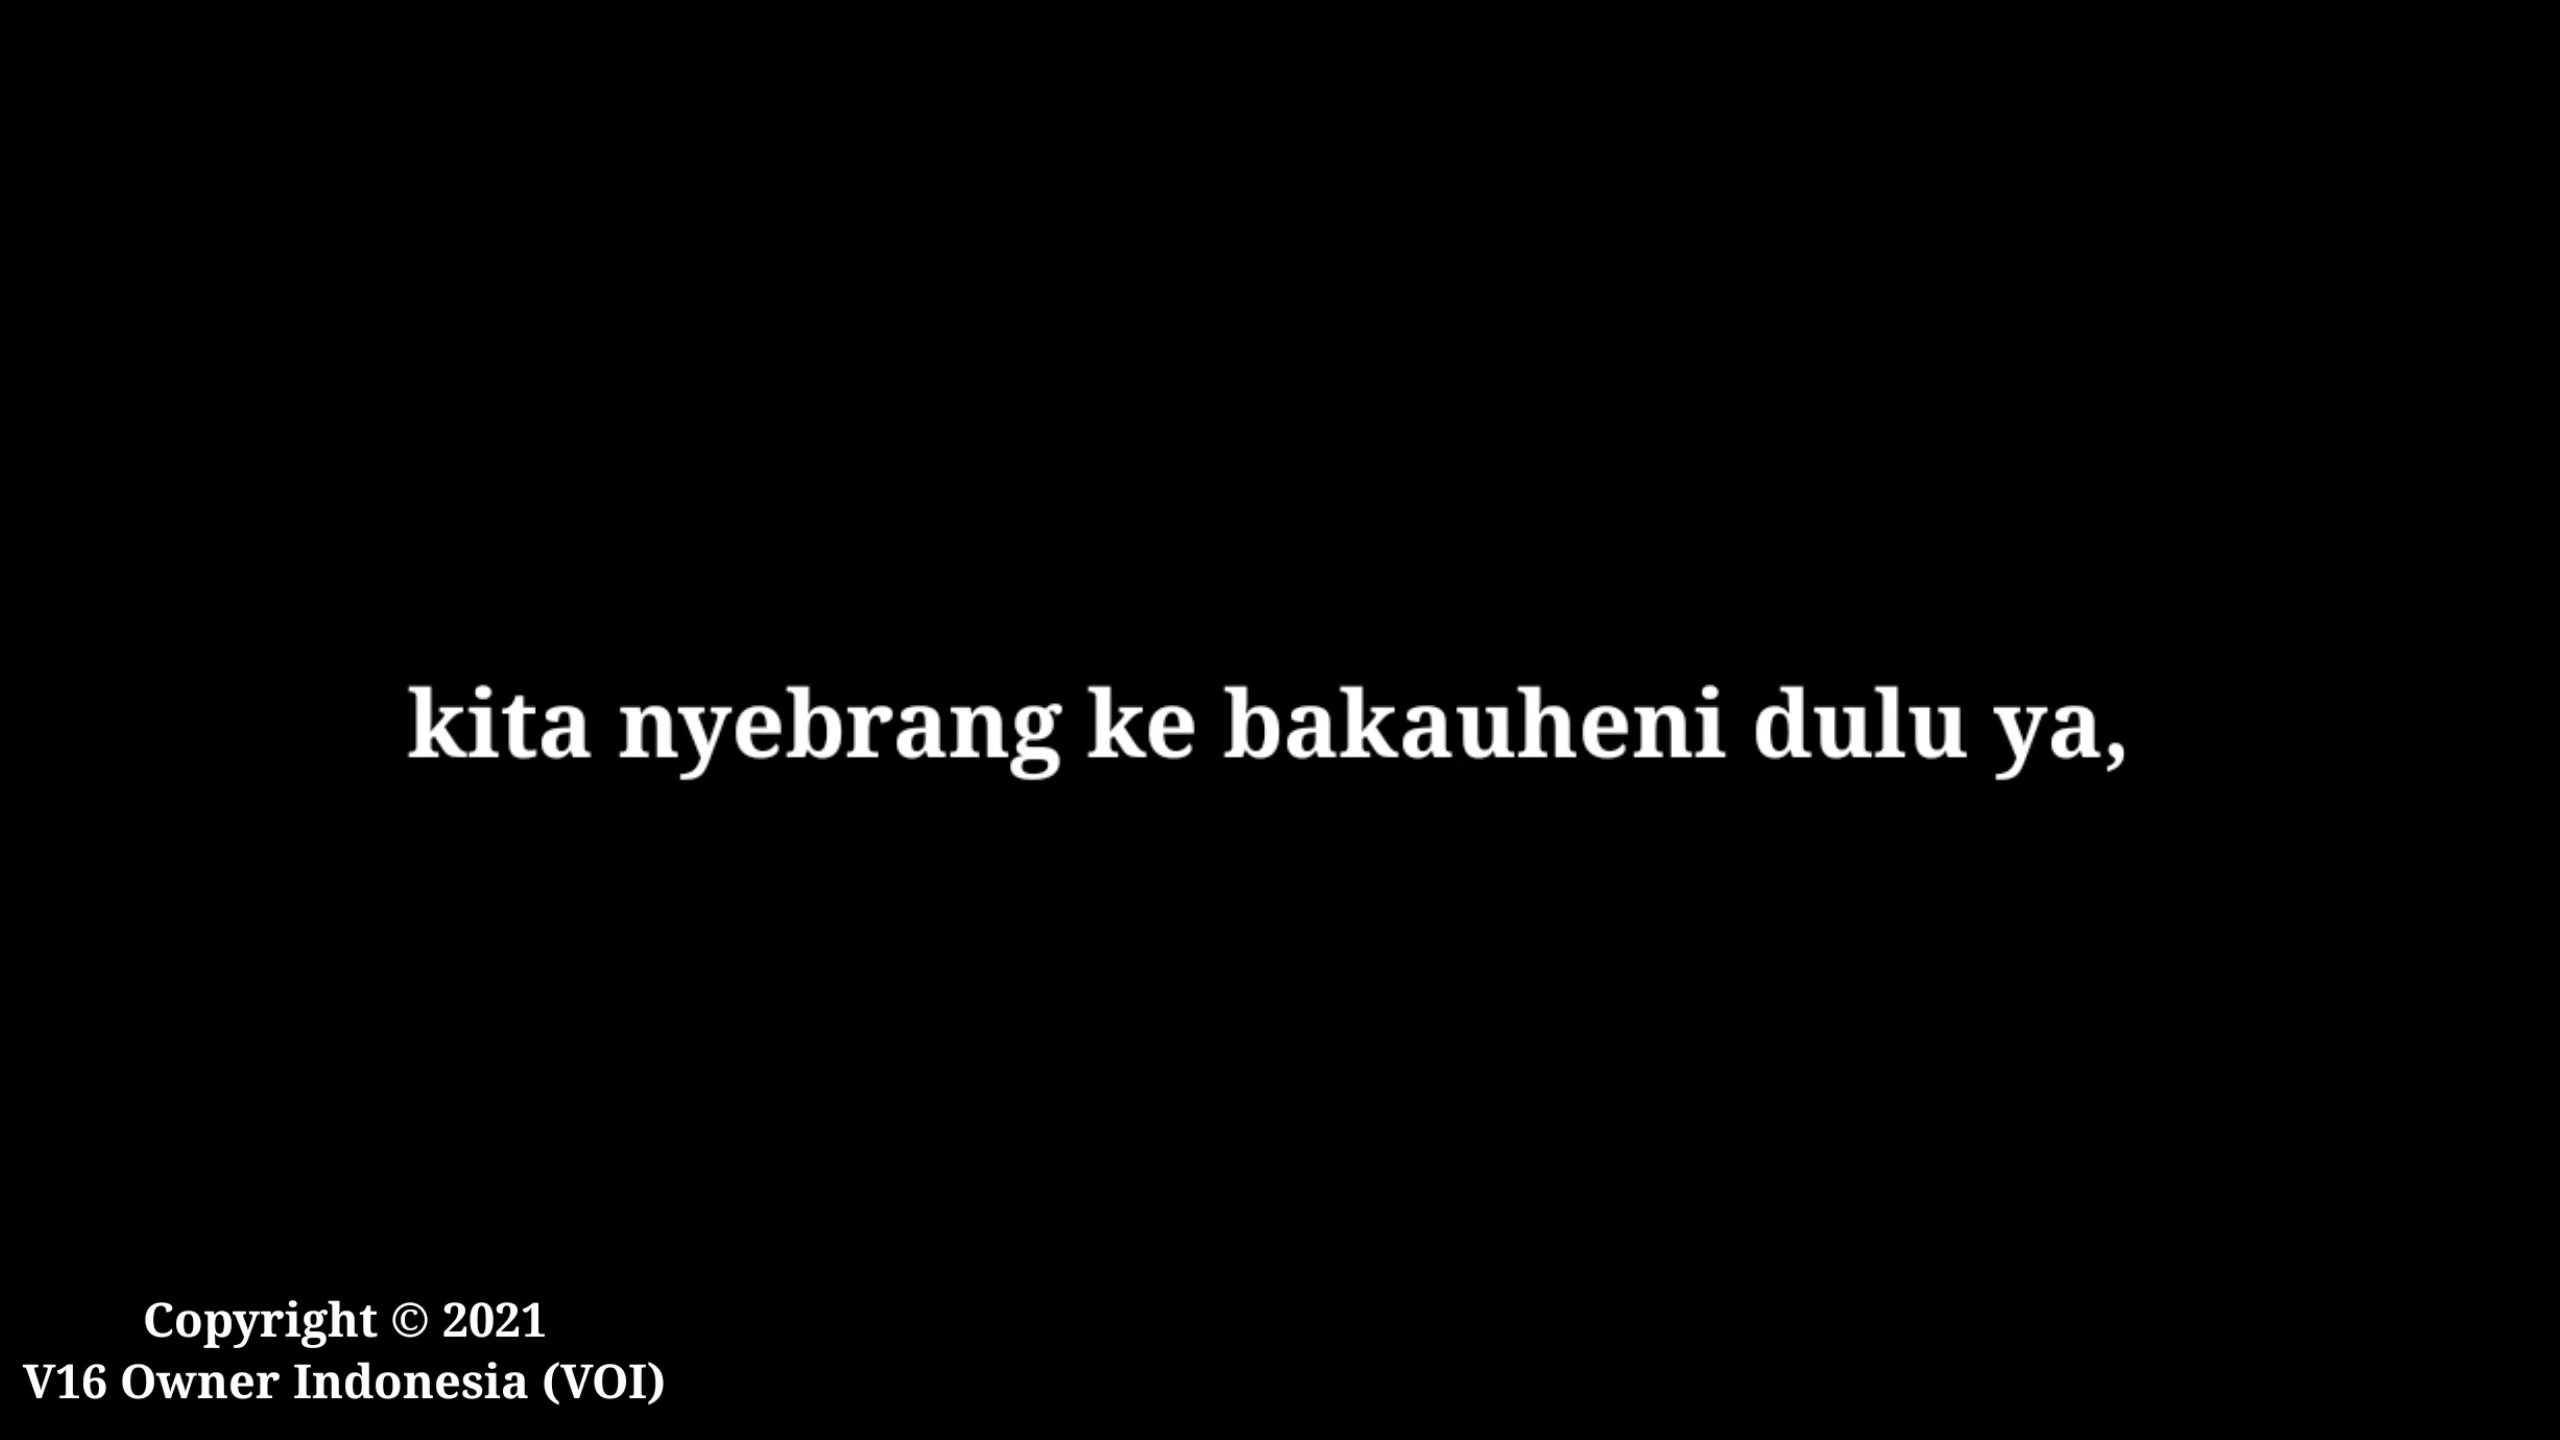 kita nyebrang ke bakauheni dulu ya,
Copyright © 2021
V16 Owner Indonesia (VOI)